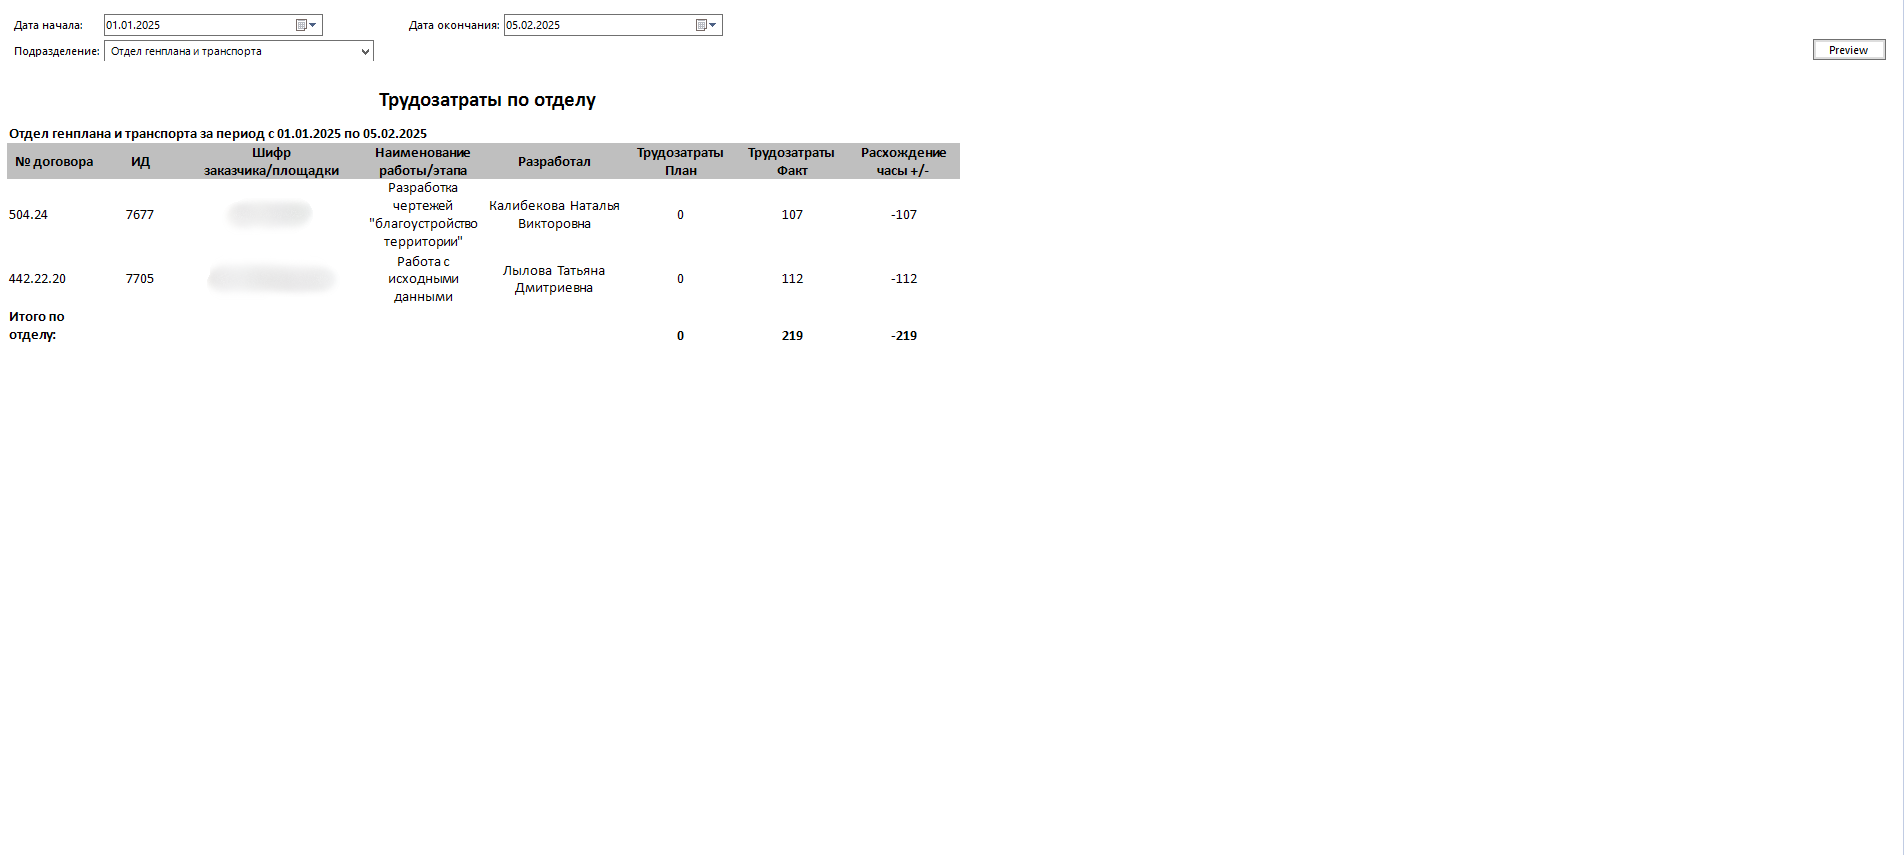 Дата начала: 01.01.2025 Дата окончания: 05.02.2025
Подразделение: Отдел генплана и транспорта Preview
Трудозатраты по отделу
Отдел генплана и транспорта за период с 01.01.2025 по 05.02.2025
№ договора ИД Шифр заказчика/площадки Наименование работы/этапа Разработал Трудозатраты План Трудозатраты Факт Расхождение часы +/-
504.24 7677 Разработка чертежей "благоустройство территории" Калибекова Наталья Викторовна 0 107 -107
442.22.20 7705 Работа с исходными данными Лылова Татьяна Дмитриевна 0 112 -112
Итого по отделу: 0 219 -219